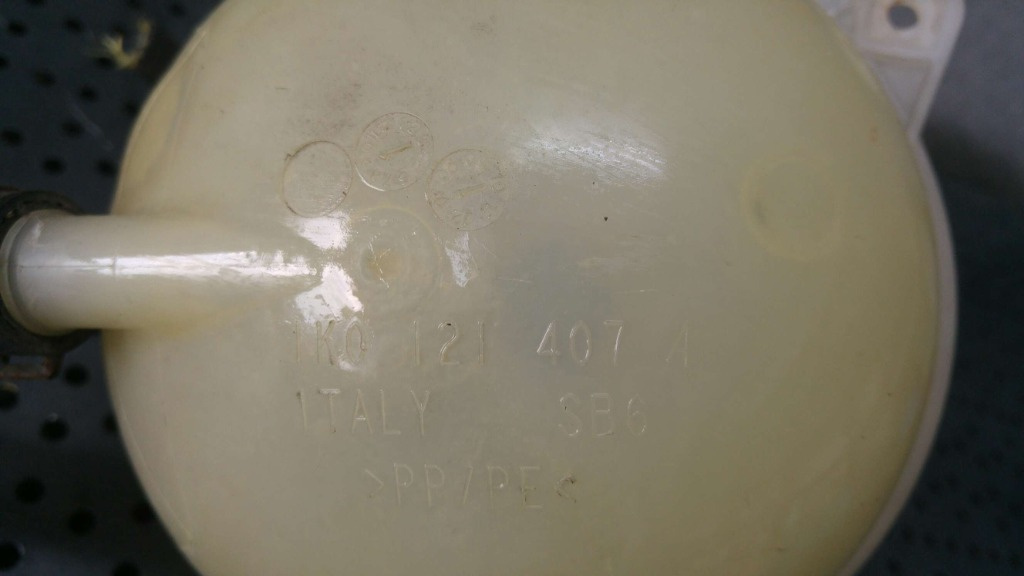 1K0 121 407 A
ITALY SB6
>PP/PE<